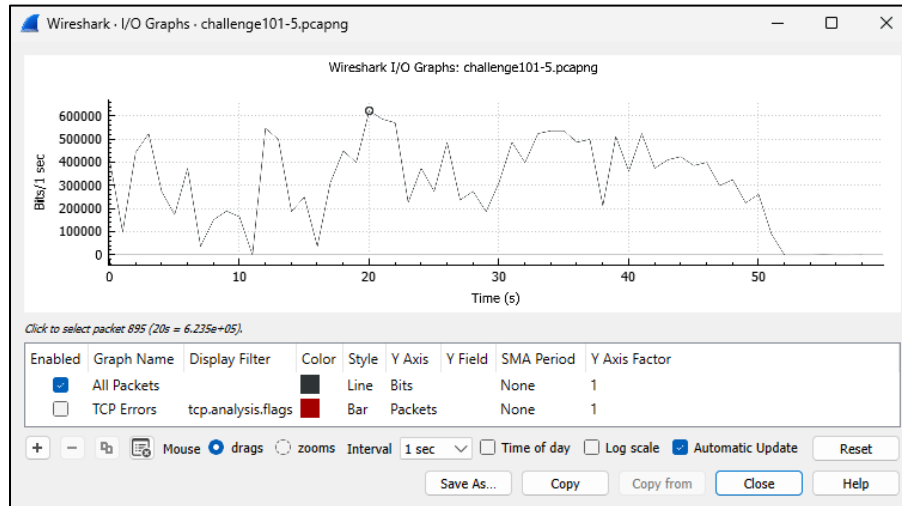 Wireshark · I/O Graphs · challenge101-5.pcapng
Wireshark I/O Graphs: challenge101-5.pcapng
600000
500000
400000
300000
200000
100000
0
Bits/1 sec
0 10 20 30 40 50
Time (s)
Click to select packet 895 (20s = 6.235e+05).
Enabled Graph Name Display Filter Color Style Y Axis Y Field SMA Period Y Axis Factor
All Packets Line Bits None 1
TCP Errors tcp.analysis.flags Bar Packets None 1
+ − Mouse drags zooms Interval 1 sec Time of day Log scale Automatic Update Reset
Save As... Copy Copy from Close Help